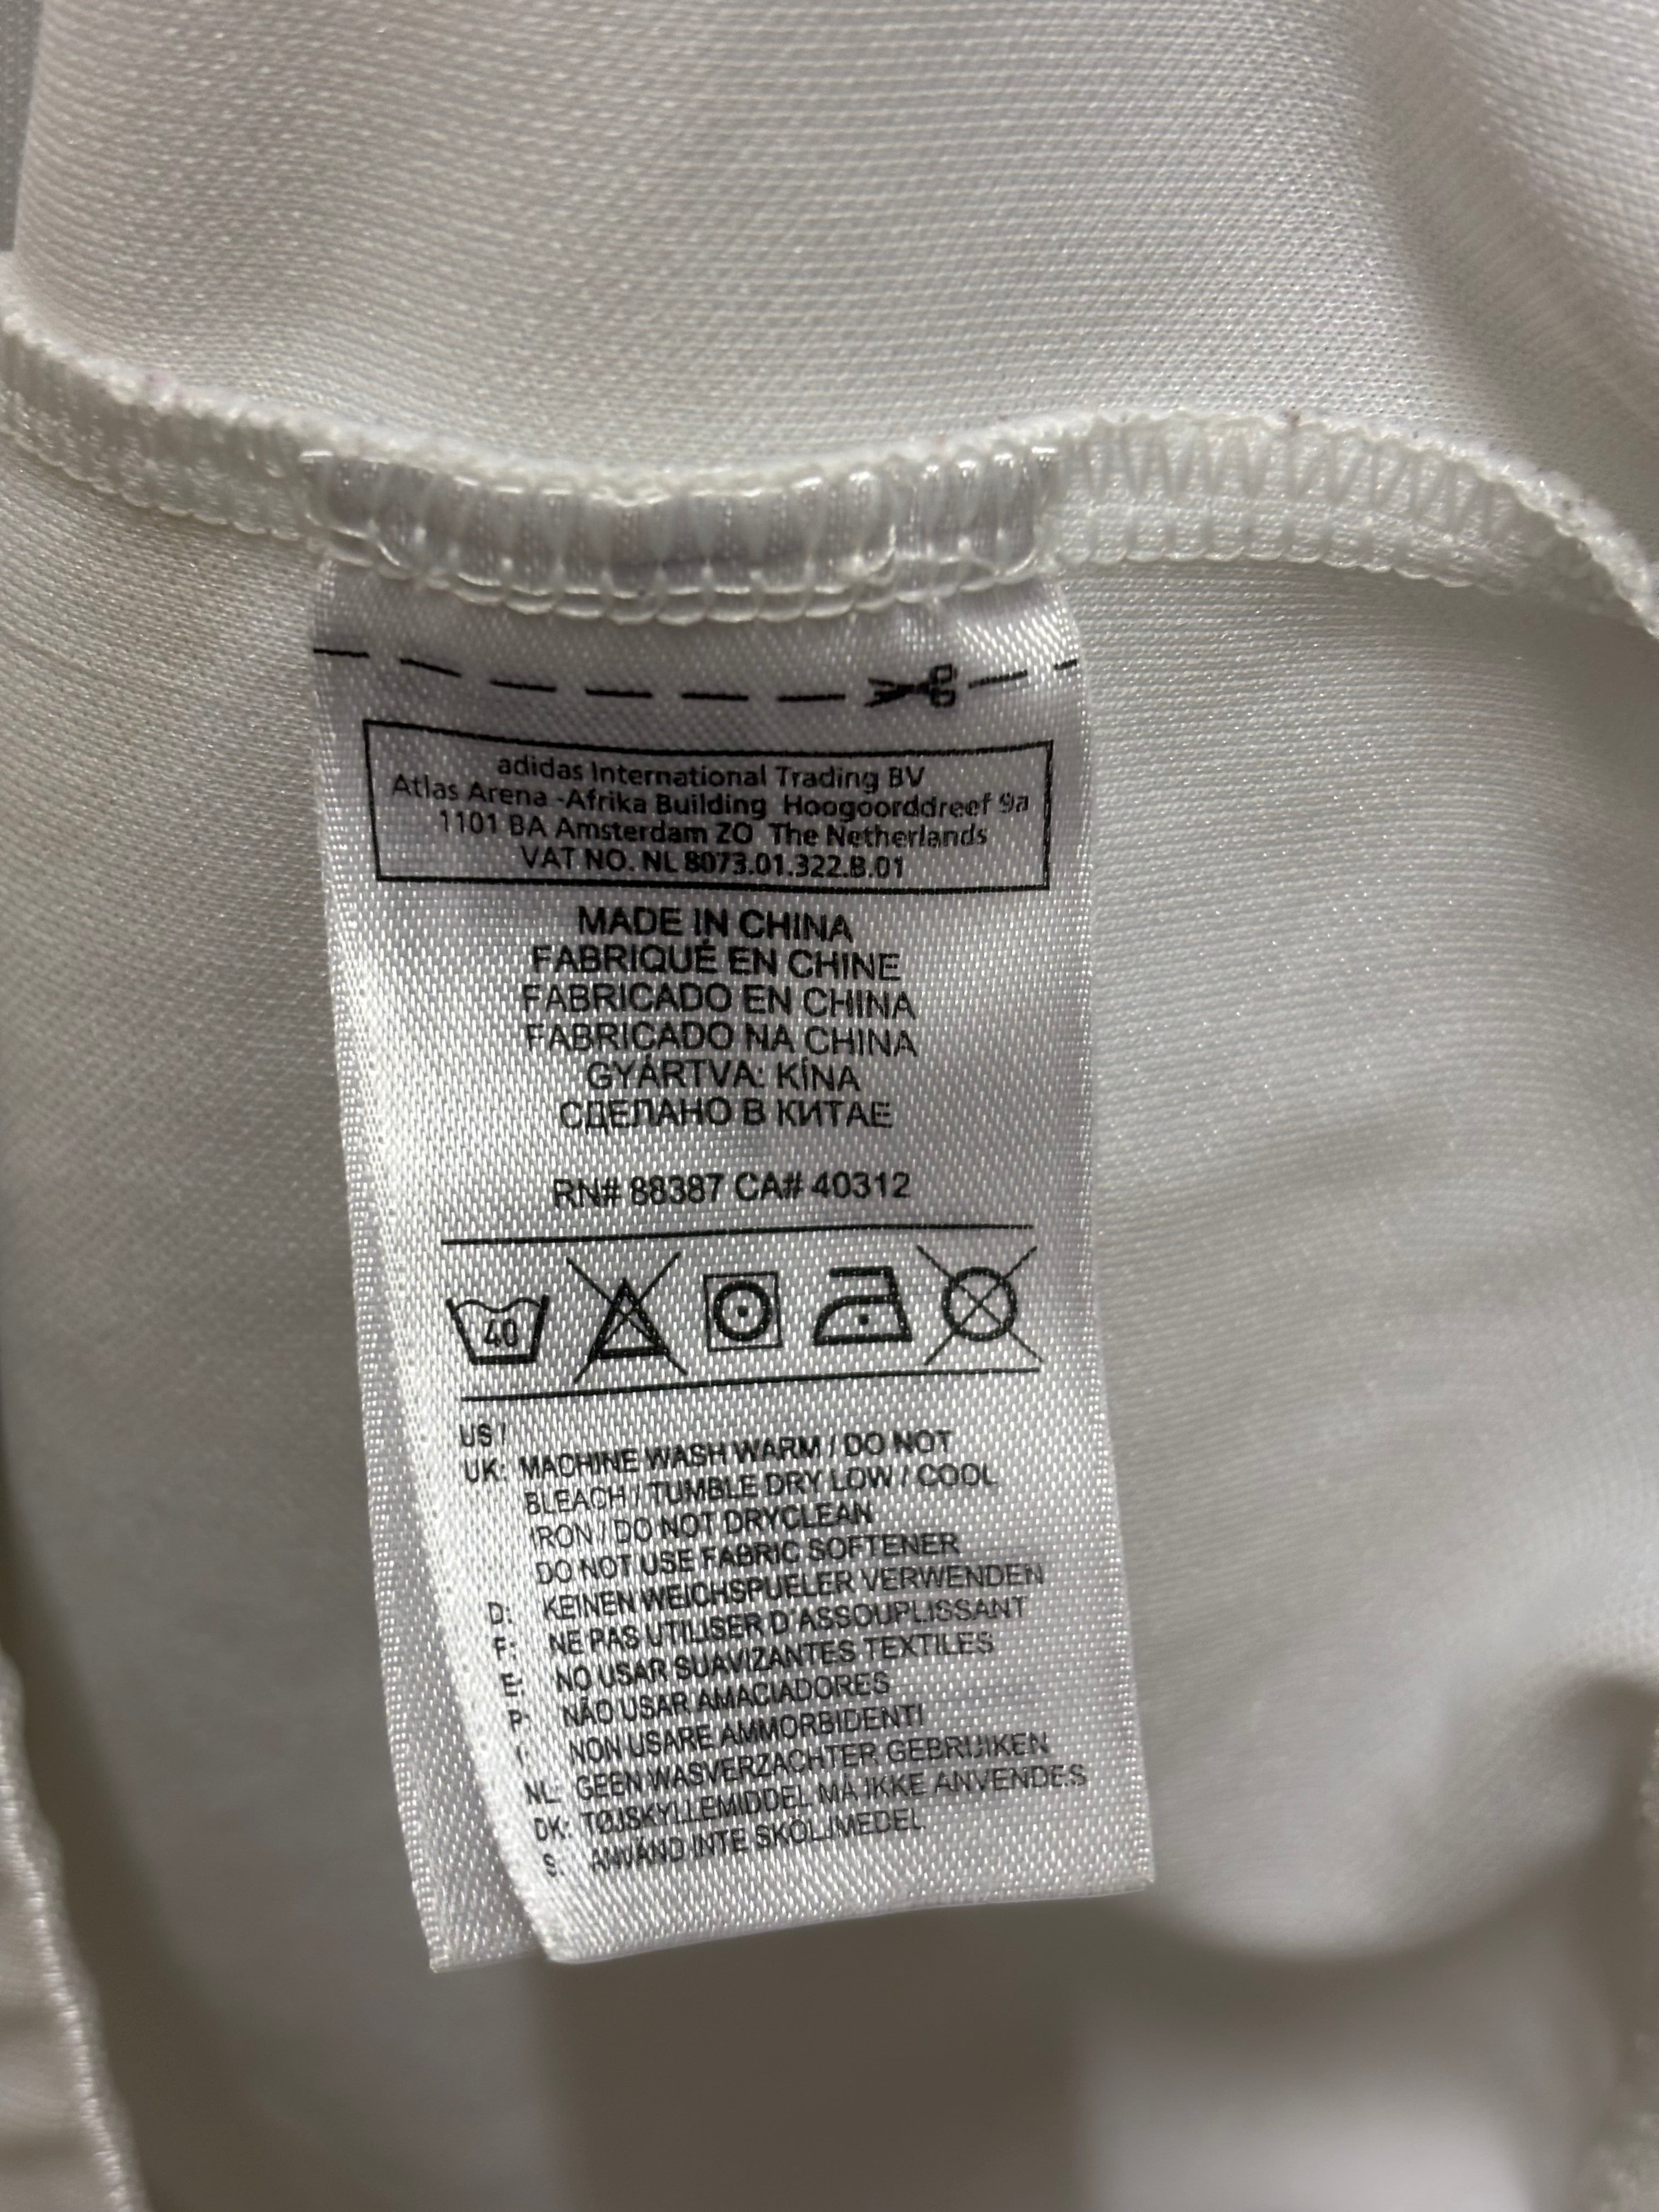 adidas International Trading BV
Atlas Arena -Afrika Building Hoogoorddreef 9a
1101 BA Amsterdam ZO The Netherlands
VAT NO. NL 8073.01.322.B.01
MADE IN CHINA
FABRIQUÉ EN CHINE
FABRICADO EN CHINA
FABRICADO NA CHINA
GYÁRTVA: KÍNA
СДЕЛАНО В КИТАЕ
RN# 88387 CA# 40312
40
US /
UK: MACHINE WASH WARM / DO NOT
BLEACH / TUMBLE DRY LOW / COOL
IRON / DO NOT DRYCLEAN
DO NOT USE FABRIC SOFTENER
D: KEINEN WEICHSPUELER VERWENDEN
F: NE PAS UTILISER D'ASSOUPLISSANT
E: NO USAR SUAVIZANTES TEXTILES
P: NÃO USAR AMACIADORES
I: NON USARE AMMORBIDENTI
NL: GEEN WASVERZACHTER GEBRUIKEN
DK: TØJSKYLLEMIDDEL MA IKKE ANVENDES
S: ANVÄND INTE SKÖLJMEDEL